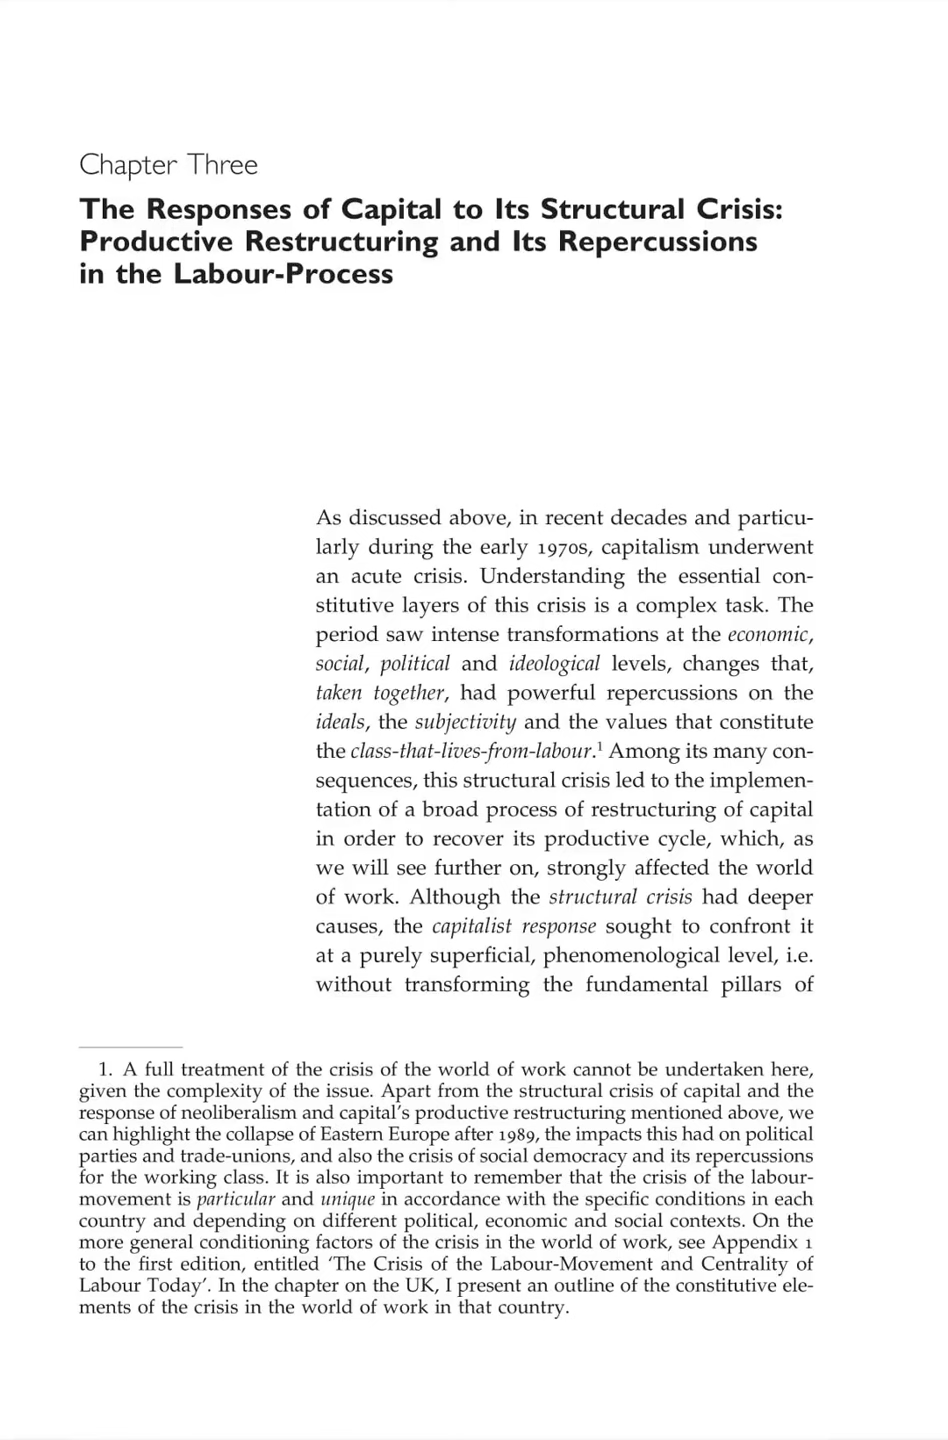 Chapter Three
The Responses of Capital to Its Structural Crisis:
Productive Restructuring and Its Repercussions
in the Labour-Process
As discussed above, in recent decades and particu-
larly during the early 1970s, capitalism underwent
an acute crisis. Understanding the essential con-
stitutive layers of this crisis is a complex task. The
period saw intense transformations at the economic,
social, political and ideological levels, changes that,
taken together, had powerful repercussions on the
ideals, the subjectivity and the values that constitute
the class-that-lives-from-labour.¹ Among its many con-
sequences, this structural crisis led to the implemen-
tation of a broad process of restructuring of capital
in order to recover its productive cycle, which, as
we will see further on, strongly affected the world
of work. Although the structural crisis had deeper
causes, the capitalist response sought to confront it
at a purely superficial, phenomenological level, i.e.
without transforming the fundamental pillars of
1. A full treatment of the crisis of the world of work cannot be undertaken here,
given the complexity of the issue. Apart from the structural crisis of capital and the
response of neoliberalism and capital's productive restructuring mentioned above, we
can highlight the collapse of Eastern Europe after 1989, the impacts this had on political
parties and trade-unions, and also the crisis of social democracy and its repercussions
for the working class. It is also important to remember that the crisis of the labour-
movement is particular and unique in accordance with the specific conditions in each
country and depending on different political, economic and social contexts. On the
more general conditioning factors of the crisis in the world of work, see Appendix 1
to the first edition, entitled ‘The Crisis of the Labour-Movement and Centrality of
Labour Today’. In the chapter on the UK, I present an outline of the constitutive ele-
ments of the crisis in the world of work in that country.